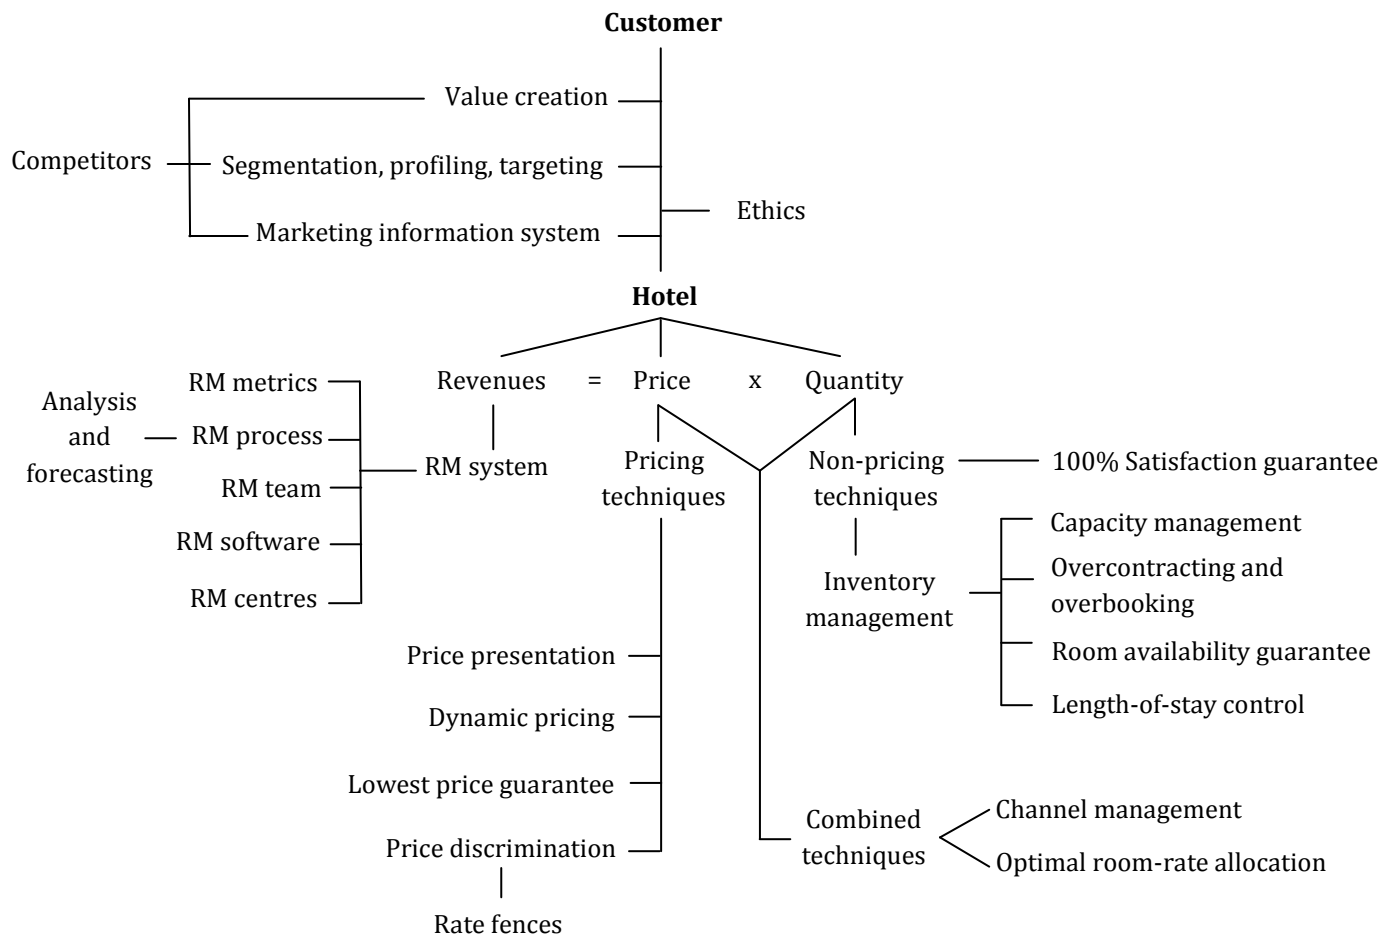 Customer
Value creation
Competitors
Segmentation, profiling, targeting
Ethics
Marketing information system
Hotel
Revenues = Price x Quantity
RM metrics
Analysis
and
forecasting
RM process
RM team
RM software
RM centres
RM system
Pricing
techniques
Non-pricing
techniques
100% Satisfaction guarantee
Inventory
management
Capacity management
Overcontracting and
overbooking
Room availability guarantee
Length-of-stay control
Price presentation
Dynamic pricing
Lowest price guarantee
Price discrimination
Rate fences
Combined
techniques
Channel management
Optimal room-rate allocation